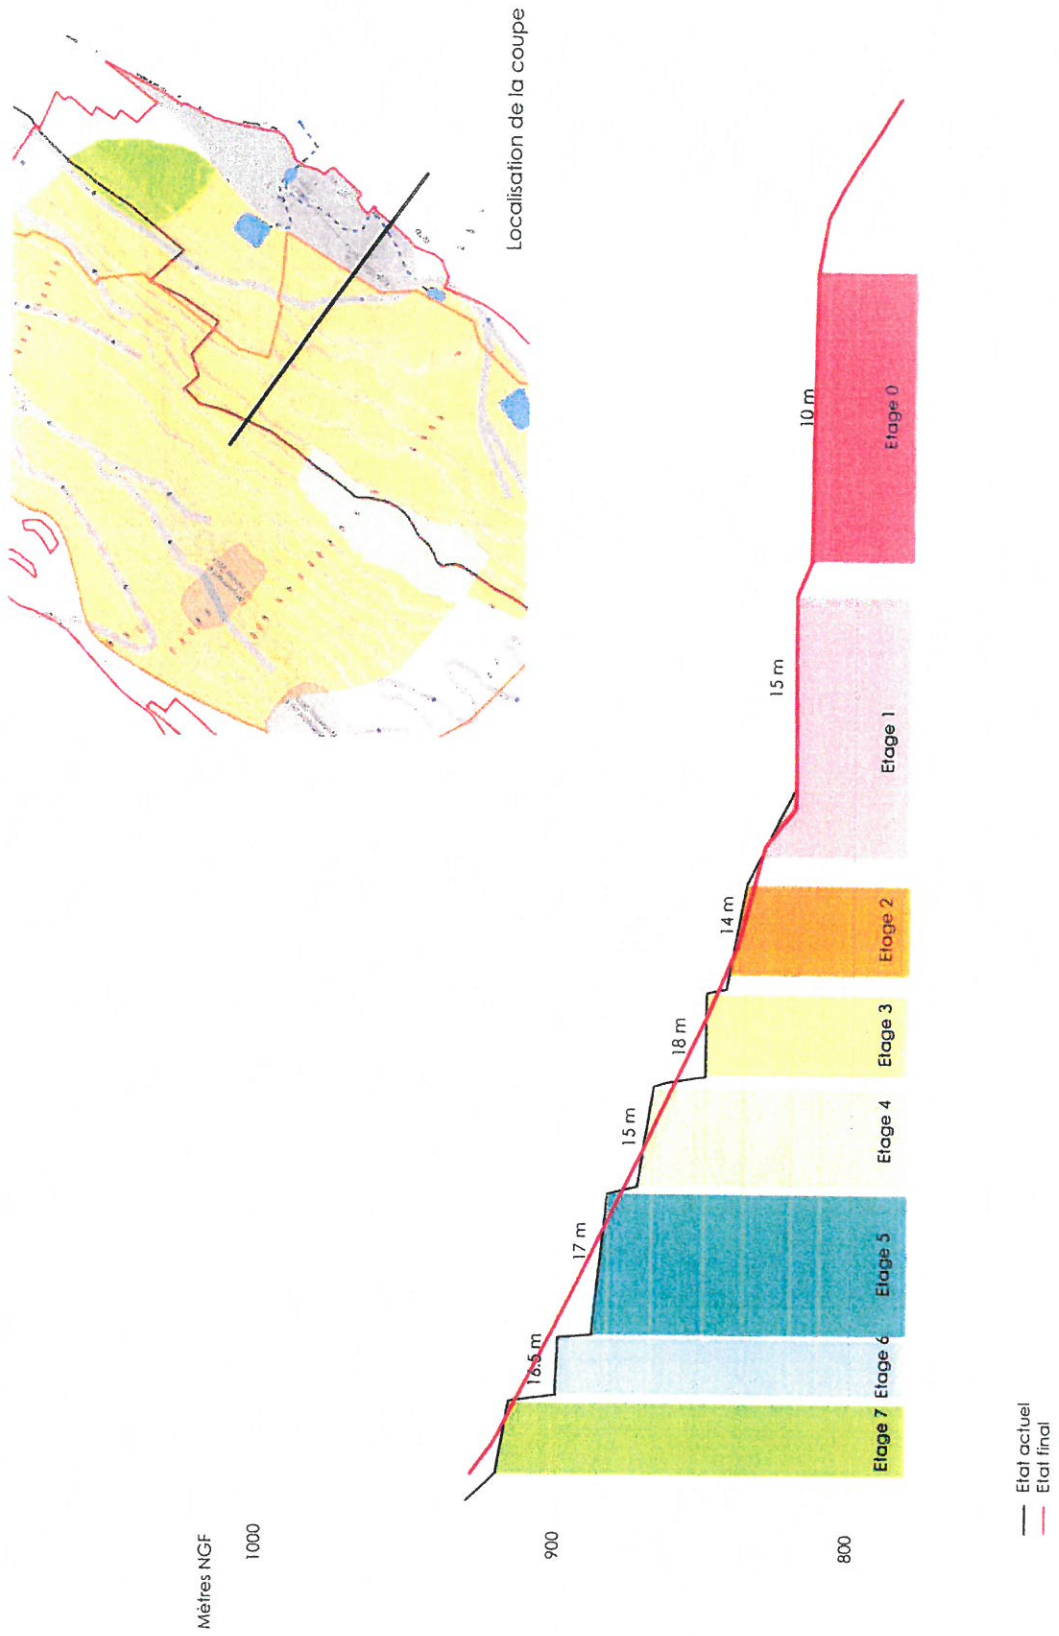 Localisation de la coupe
Mètres NGF
1000
900
800
16.5 m
17 m
15 m
18 m
14 m
15 m
10 m
Etage 7
Etage 6
Etage 5
Etage 4
Etage 3
Etage 2
Etage 1
Etage 0
Etat actuel
Etat final